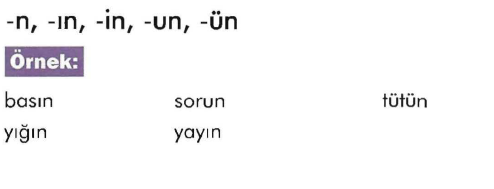 -n, -ın, -in, -un, -ün
Örnek:
basın sorun tütün
yığın yayın